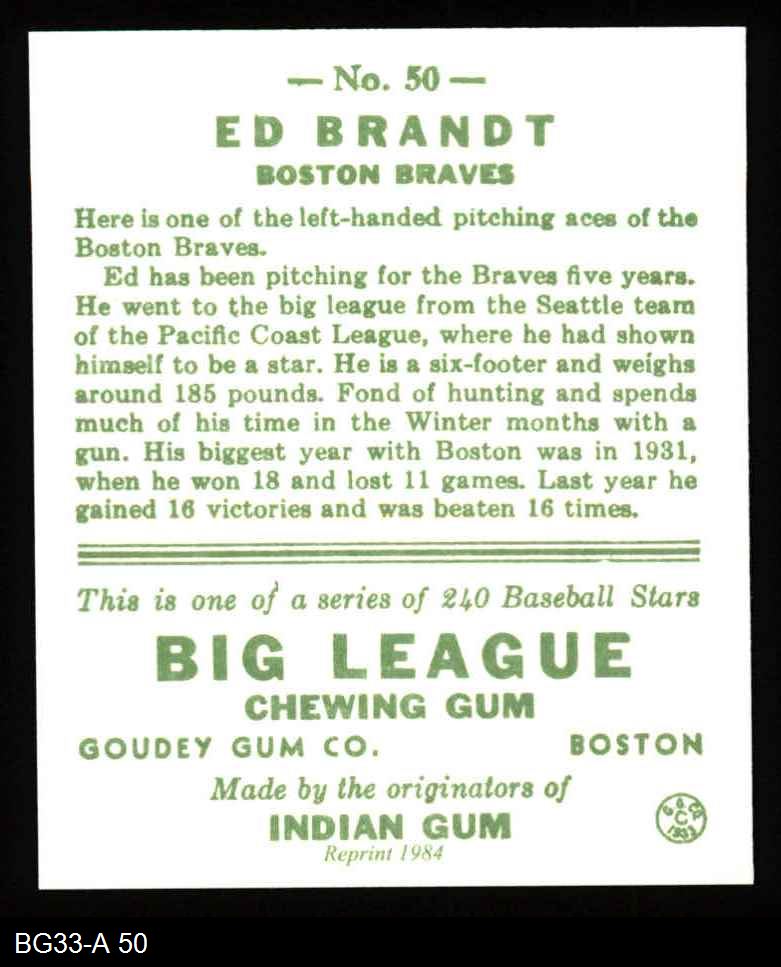 — No. 50 —
ED BRANDT
BOSTON BRAVES
Here is one of the left-handed pitching aces of the
Boston Braves.
Ed has been pitching for the Braves five years.
He went to the big league from the Seattle team
of the Pacific Coast League, where he had shown
himself to be a star. He is a six-footer and weighs
around 185 pounds. Fond of hunting and spends
much of his time in the Winter months with a
gun. His biggest year with Boston was in 1931,
when he won 18 and lost 11 games. Last year he
gained 16 victories and was beaten 16 times.
This is one of a series of 240 Baseball Stars
BIG LEAGUE
CHEWING GUM
GOUDEY GUM CO. BOSTON
Made by the originators of
INDIAN GUM
G. G. CO.
C
1933
Reprint 1984
BG33-A 50